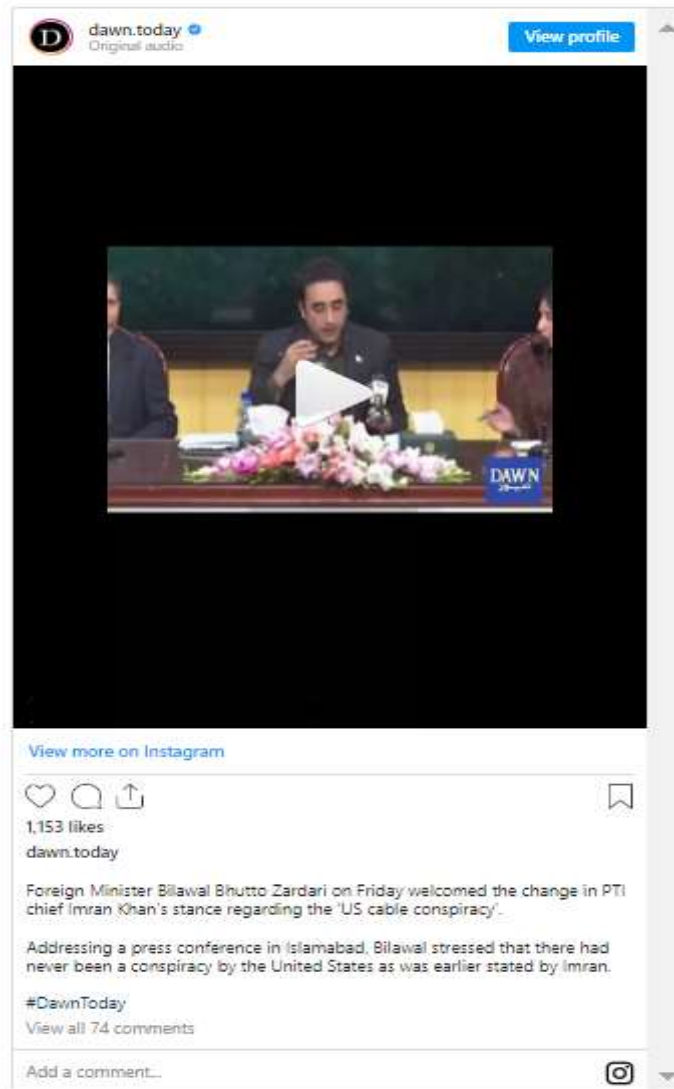 D
dawn.today
Original audio
View profile
DAWN
View more on Instagram
1,153 likes
dawn.today
Foreign Minister Bilawal Bhutto Zardari on Friday welcomed the change in PTI
chief Imran Khan's stance regarding the 'US cable conspiracy'.
Addressing a press conference in Islamabad, Bilawal stressed that there had
never been a conspiracy by the United States as was earlier stated by Imran.
#DawnToday
View all 74 comments
Add a comment...